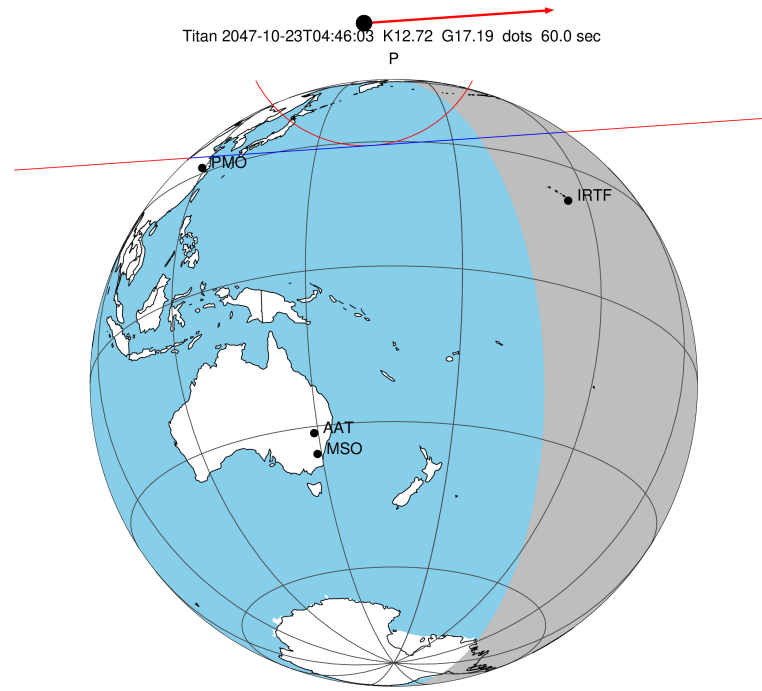 Titan 2047-10-23T04:46:03 K12.72 G17.19 dots 60.0 sec
P
PMO
IRTF
AAT
MSO